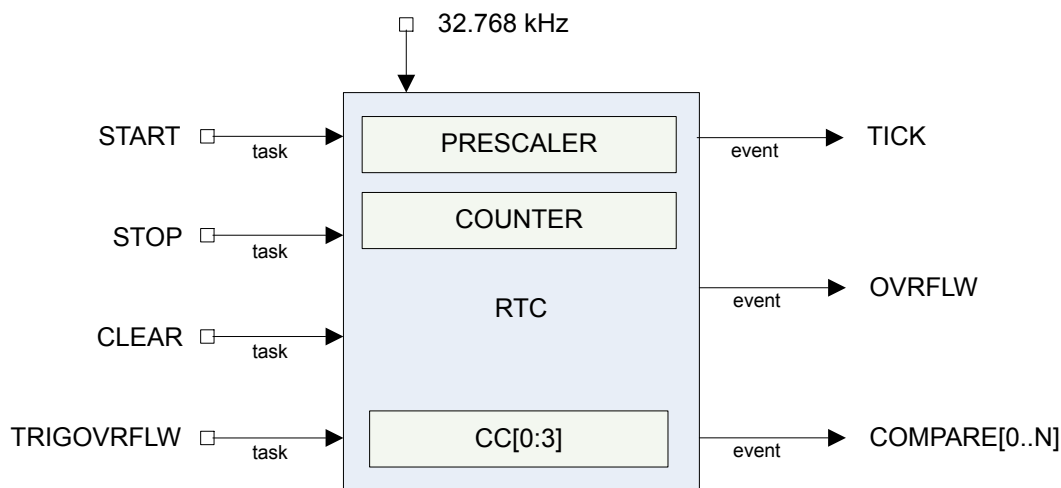 32.768 kHz
START
task
PRESCALER
event
TICK
STOP
task
COUNTER
RTC
event
OVRFLW
CLEAR
task
TRIGOVRFLW
task
CC[0:3]
event
COMPARE[0..N]